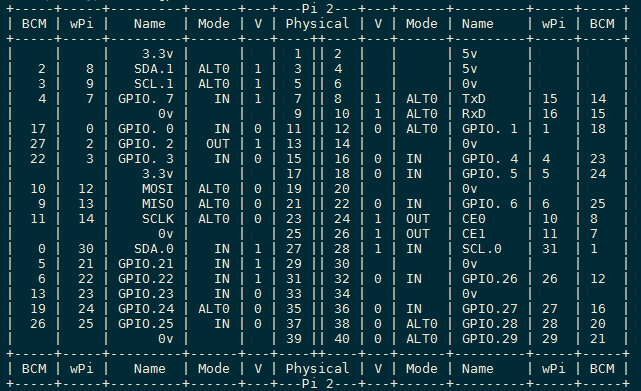 +-----+-----+---------+------+---+---Pi 2---+---+------+---------+-----+-----+
| BCM | wPi |   Name  | Mode | V | Physical | V | Mode | Name    | wPi | BCM |
+-----+-----+---------+------+---+----++----+---+------+---------+-----+-----+
|     |     |    3.3v |      |   |  1 || 2  |   |      | 5v      |     |     |
|   2 |   8 |   SDA.1 | ALT0 | 1 |  3 || 4  |   |      | 5v      |     |     |
|   3 |   9 |   SCL.1 | ALT0 | 1 |  5 || 6  |   |      | 0v      |     |     |
|   4 |   7 | GPIO. 7 |   IN | 1 |  7 || 8  | 1 | ALT0 | TxD     | 15  | 14  |
|     |     |      0v |      |   |  9 || 10 | 1 | ALT0 | RxD     | 16  | 15  |
|  17 |   0 | GPIO. 0 |   IN | 0 | 11 || 12 | 0 | ALT0 | GPIO. 1 | 1   | 18  |
|  27 |   2 | GPIO. 2 |  OUT | 1 | 13 || 14 |   |      | 0v      |     |     |
|  22 |   3 | GPIO. 3 |   IN | 0 | 15 || 16 | 0 | IN   | GPIO. 4 | 4   | 23  |
|     |     |    3.3v |      |   | 17 || 18 | 0 | IN   | GPIO. 5 | 5   | 24  |
|  10 |  12 |    MOSI | ALT0 | 0 | 19 || 20 |   |      | 0v      |     |     |
|   9 |  13 |    MISO | ALT0 | 0 | 21 || 22 | 0 | IN   | GPIO. 6 | 6   | 25  |
|  11 |  14 |    SCLK | ALT0 | 0 | 23 || 24 | 1 | OUT  | CE0     | 10  | 8   |
|     |     |      0v |      |   | 25 || 26 | 1 | OUT  | CE1     | 11  | 7   |
|   0 |  30 |   SDA.0 |   IN | 1 | 27 || 28 | 1 | IN   | SCL.0   | 31  | 1   |
|   5 |  21 | GPIO.21 |   IN | 1 | 29 || 30 |   |      | 0v      |     |     |
|   6 |  22 | GPIO.22 |   IN | 1 | 31 || 32 | 0 | IN   | GPIO.26 | 26  | 12  |
|  13 |  23 | GPIO.23 |   IN | 0 | 33 || 34 |   |      | 0v      |     |     |
|  19 |  24 | GPIO.24 | ALT0 | 0 | 35 || 36 | 0 | IN   | GPIO.27 | 27  | 16  |
|  26 |  25 | GPIO.25 |   IN | 0 | 37 || 38 | 0 | ALT0 | GPIO.28 | 28  | 20  |
|     |     |      0v |      |   | 39 || 40 | 0 | ALT0 | GPIO.29 | 29  | 21  |
+-----+-----+---------+------+---+----++----+---+------+---------+-----+-----+
| BCM | wPi |   Name  | Mode | V | Physical | V | Mode | Name    | wPi | BCM |
+-----+-----+---------+------+---+---Pi 2---+---+------+---------+-----+-----+